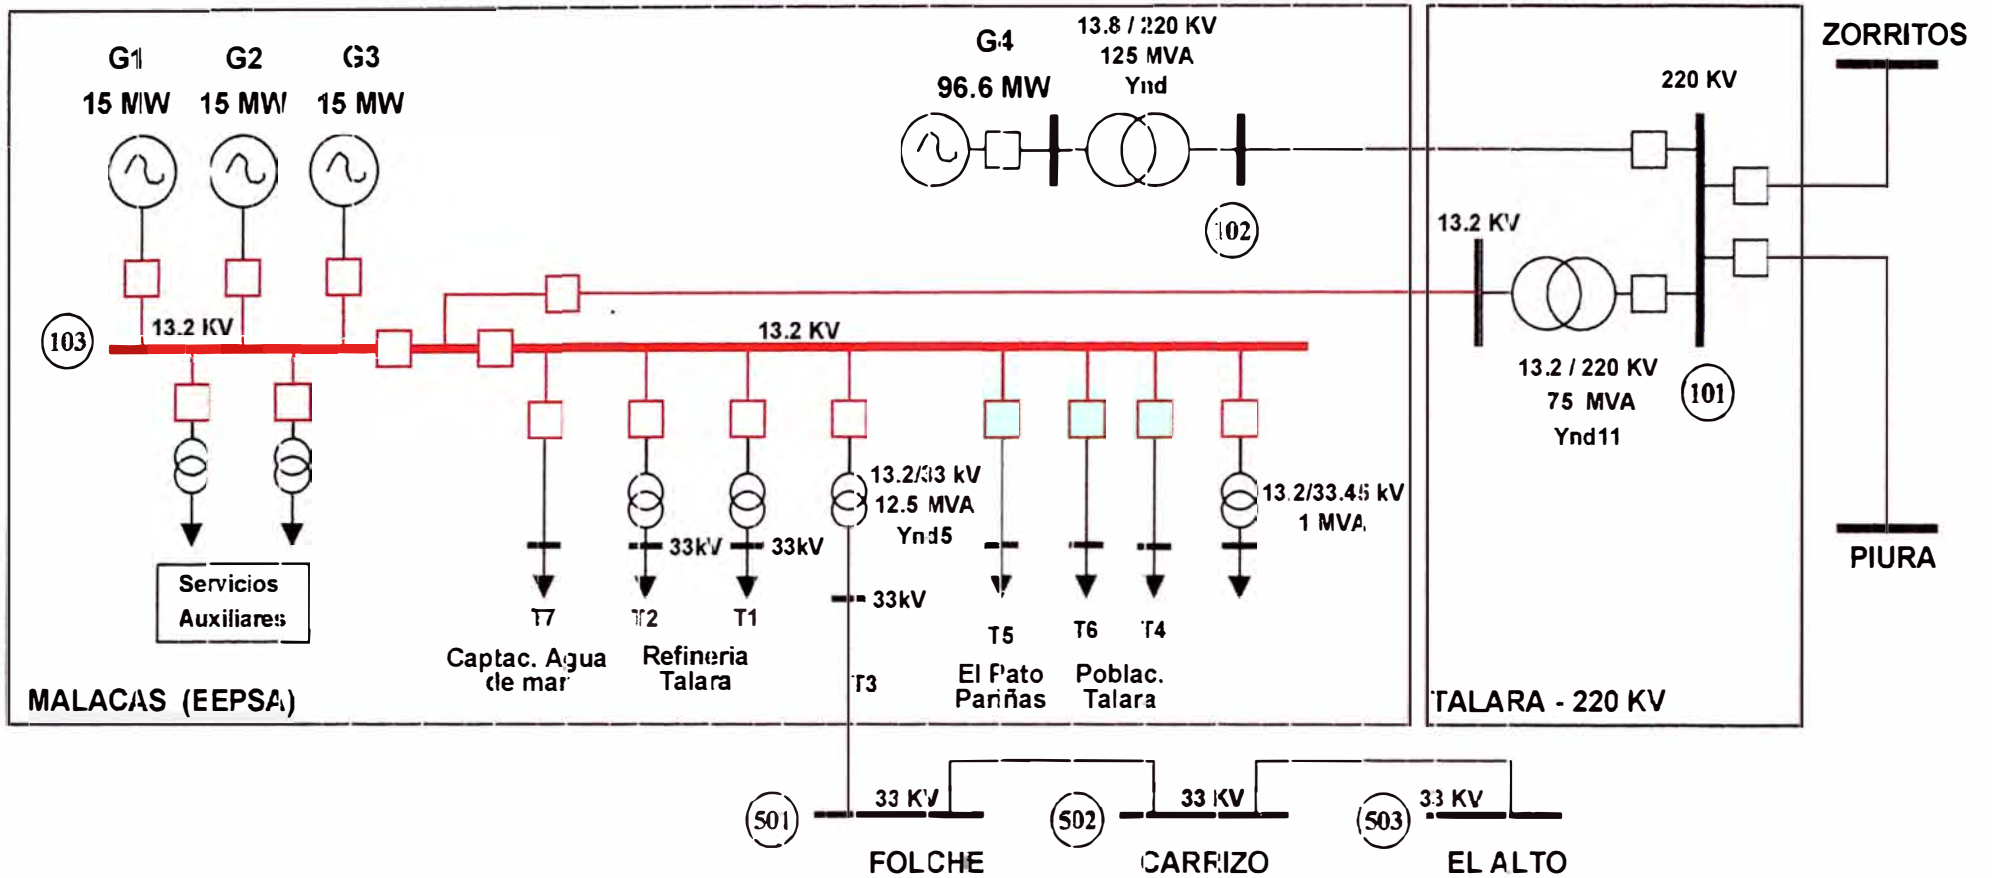 G1
15 MW
G2
15 MW
G3
15 MW
G4
96.6 MW
13.8 / 220 KV
125 MVA
Ynd
102
220 KV
ZORRITOS
103
13.2 KV
13.2 KV
13.2 KV
13.2 / 220 KV
75 MVA
Ynd11
101
PIURA
Servicios
Auxiliares
T7
Captac. Agua
de mar
33kV
T2
33kV
T1
Refineria
Talara
13.2/33 kV
12.5 MVA
Ynd5
33kV
T3
T5
El Pato
Pariñas
T6
T4
Poblac.
Talara
13.2/33.45 kV
1 MVA
MALACAS (EEPSA)
TALARA - 220 KV
501
33 KV
FOLCHE
502
33 KV
CARRIZO
503
33 KV
EL ALTO